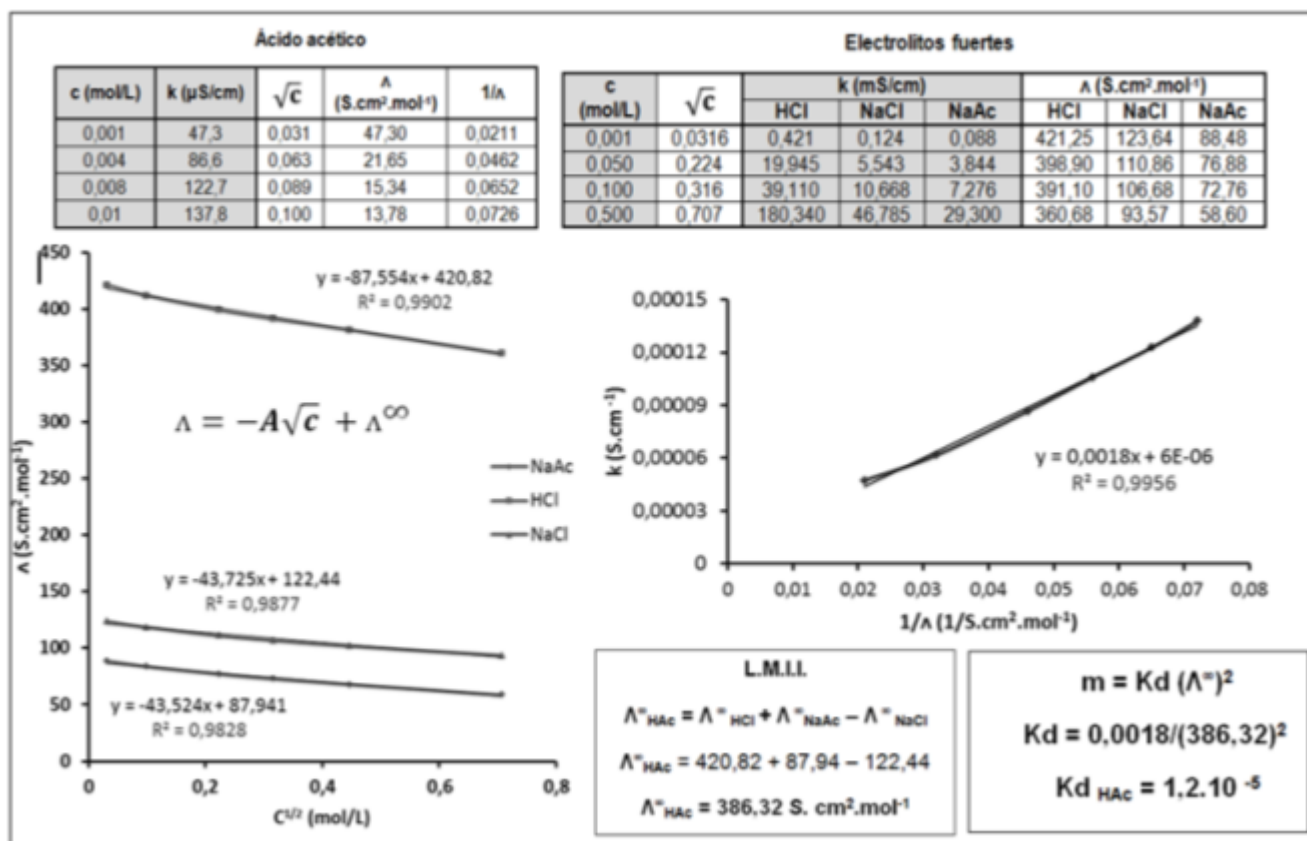 Ácido acético
c (mol/L) k (µS/cm) √c Λ (S.cm².mol⁻¹) 1/Λ
0,001 47,3 0,031 47,30 0,0211
0,004 86,6 0,063 21,65 0,0462
0,008 122,7 0,089 15,34 0,0652
0,01 137,8 0,100 13,78 0,0726
Electrolitos fuertes
c (mol/L) √c k (mS/cm) Λ (S.cm².mol⁻¹)
HCl NaCl NaAc HCl NaCl NaAc
0,001 0,0316 0,421 0,124 0,088 421,25 123,64 88,48
0,050 0,224 19,945 5,543 3,844 398,90 110,86 76,88
0,100 0,316 39,110 10,668 7,276 391,10 106,68 72,76
0,500 0,707 180,340 46,785 29,300 360,68 93,57 58,60
450
400
350
300
250
200
150
100
50
0
Λ (S.cm².mol⁻¹)
y = -87,554x + 420,82
R² = 0,9902
Λ = -A√c + Λ^∞
NaAc
HCl
NaCl
y = -43,725x + 122,44
R² = 0,9877
y = -43,524x + 87,941
R² = 0,9828
0 0,2 0,4 0,6 0,8
C¹/² (mol/L)
0,00015
0,00012
0,00009
0,00006
0,00003
0
k (S.cm⁻¹)
y = 0,0018x + 6E-06
R² = 0,9956
0 0,01 0,02 0,03 0,04 0,05 0,06 0,07 0,08
1/Λ (1/S.cm².mol⁻¹)
L.M.I.I.
Λ^∞ HAc = Λ^∞ HCl + Λ^∞ NaAc – Λ^∞ NaCl
Λ^∞ HAc = 420,82 + 87,94 – 122,44
Λ^∞ HAc = 386,32 S. cm².mol⁻¹
m = Kd (Λ^∞)²
Kd = 0,0018/(386,32)²
Kd HAc = 1,2.10 ⁻⁵